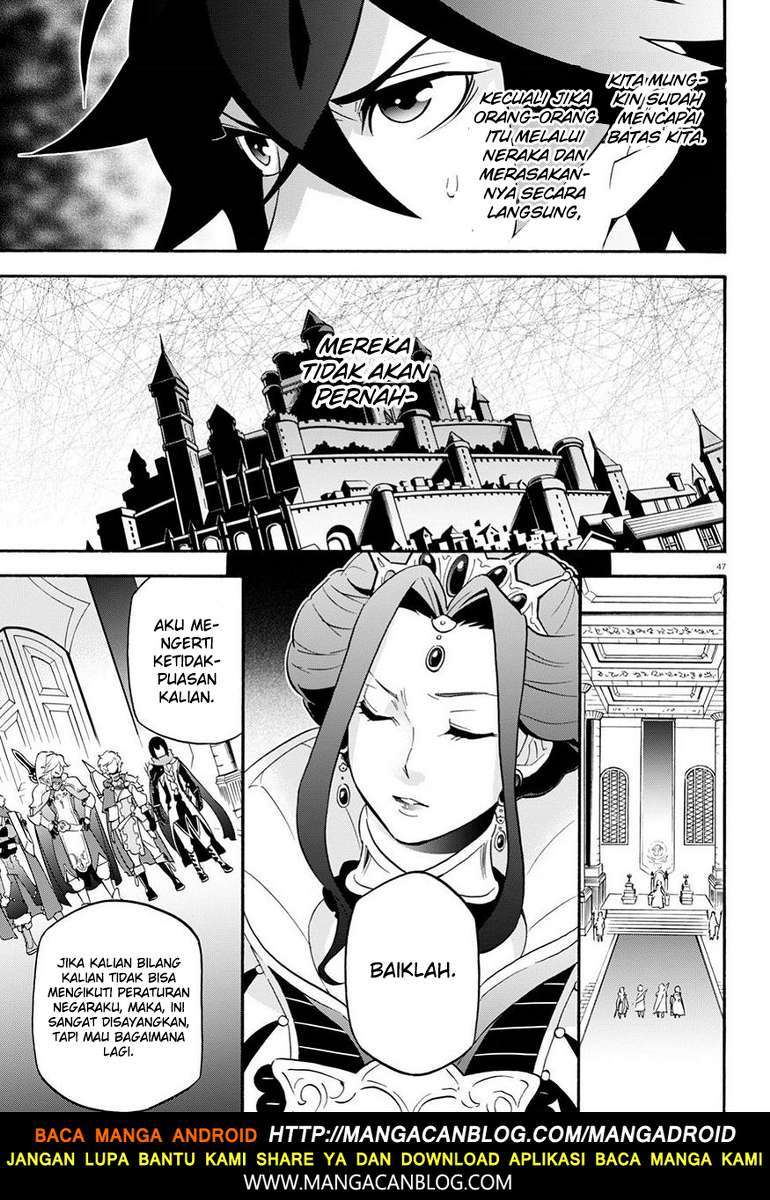 KITA MUNG-
KIN SUDAH
MENCAPAI
BATAS KITA.
KECUALI JIKA
ORANG-ORANG
ITU MELALUI
NERAKA DAN
MERASAKAN-
NYA SECARA
LANGSUNG,
MEREKA
TIDAK AKAN
PERNAH-
47
BAIKLAH.
AKU ME-
NGERTI
KETIDAK-
PUASAN
KALIAN.
JIKA KALIAN BILANG
KALIAN TIDAK BISA
MENGIKUTI PERATURAN
NEGARAKU, MAKA, INI
SANGAT DISAYANGKAN,
TAPI MAU BAGAIMANA
LAGI.
BACA MANGA ANDROID HTTP://MANGACANBLOG.COM/MANGADROID
JANGAN LUPA BANTU KAMI SHARE YA DAN DOWNLOAD APLIKASI BACA MANGA KAMI
WWW.MANGACANBLOG.COM